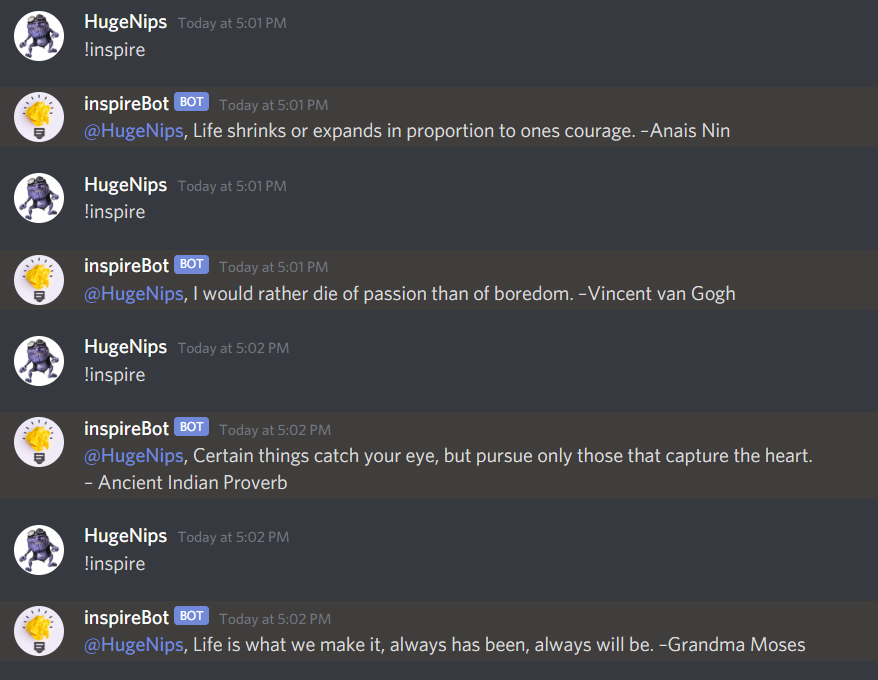 HugeNips Today at 5:01 PM
!inspire
inspireBot BOT Today at 5:01 PM
@HugeNips, Life shrinks or expands in proportion to ones courage. –Anais Nin
HugeNips Today at 5:01 PM
!inspire
inspireBot BOT Today at 5:01 PM
@HugeNips, I would rather die of passion than of boredom. –Vincent van Gogh
HugeNips Today at 5:02 PM
!inspire
inspireBot BOT Today at 5:02 PM
@HugeNips, Certain things catch your eye, but pursue only those that capture the heart.
– Ancient Indian Proverb
HugeNips Today at 5:02 PM
!inspire
inspireBot BOT Today at 5:02 PM
@HugeNips, Life is what we make it, always has been, always will be. –Grandma Moses